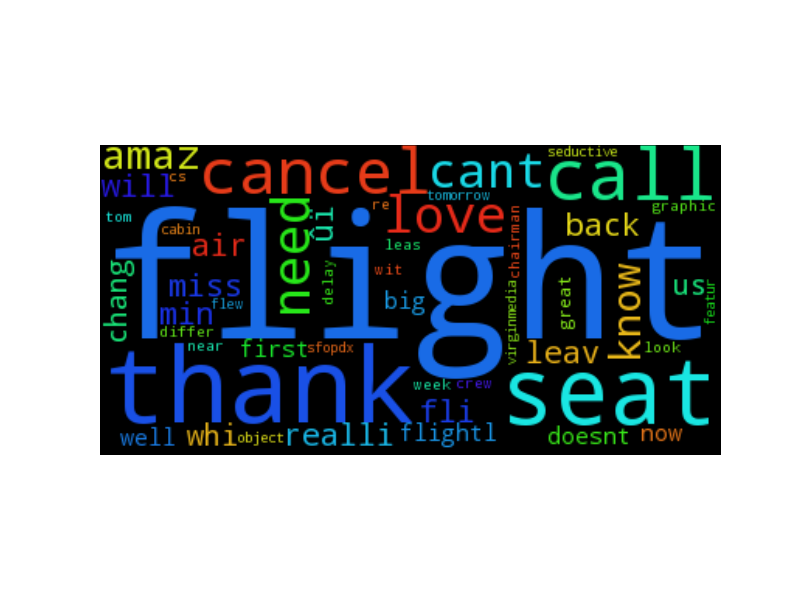 amaz
cancel
cant
seductive
call
will
cs
tomorrow
tom
flight
need
ûi
re
love
graphic
cabin
air
back
leas
chairman
chang
wit
know
miss
flew
min
delay
big
virginmedia
great
us
featur
differ
near
first
sfopdx
leav
look
thank
week
crew
seat
fli
well
whi
object
realli
flightl
doesnt
now